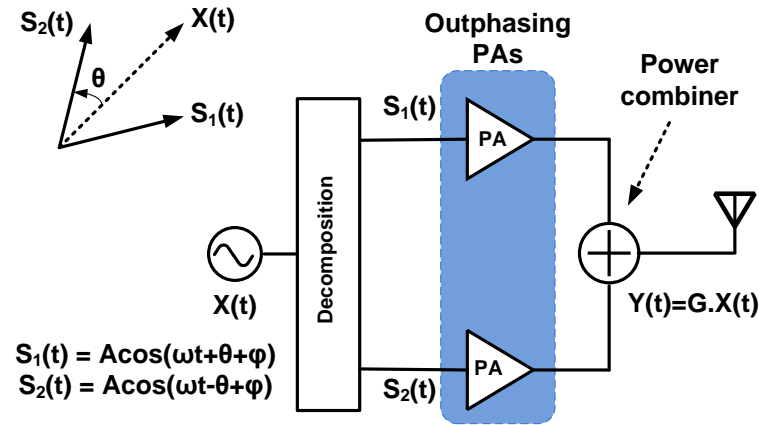 S₂(t)
X(t)
θ
S₁(t)
Outphasing
PAs
Power
combiner
S₁(t)
PA
Decomposition
X(t)
Y(t)=G.X(t)
S₁(t) = Acos(ωt+θ+φ)
S₂(t) = Acos(ωt-θ+φ)
S₂(t)
PA